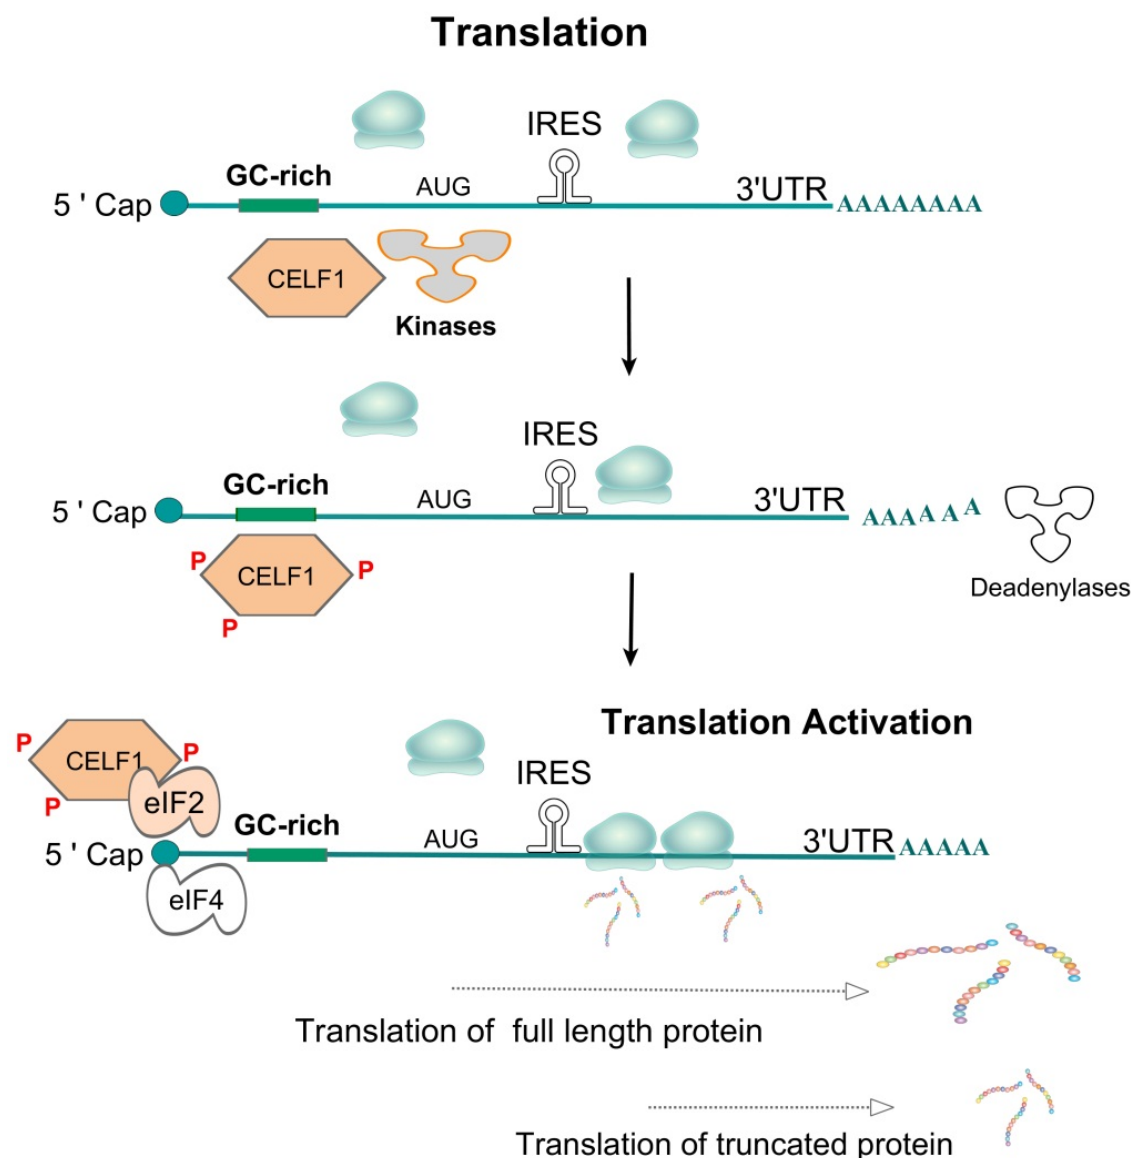 Translation
IRES
GC-rich
AUG
3'UTR
5 ' Cap
AAAAAAAA
CELF1
Kinases
IRES
GC-rich
AUG
3'UTR
5 ' Cap
AAAAAA
CELF1
P
P
P
Deadenylases
Translation Activation
P
CELF1
P
IRES
P
eIF2
GC-rich
AUG
3'UTR
5 ' Cap
AAAAA
eIF4
Translation of full length protein
Translation of truncated protein